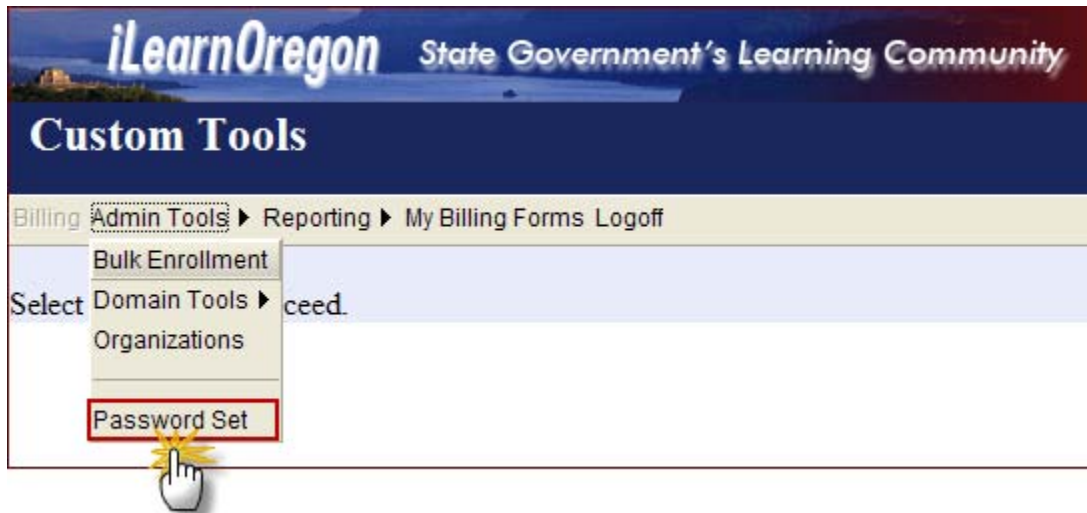 iLearnOregon State Government's Learning Community
Custom Tools
Billing Admin Tools Reporting My Billing Forms Logoff
Bulk Enrollment
Select Domain Tools ceed.
Organizations
Password Set